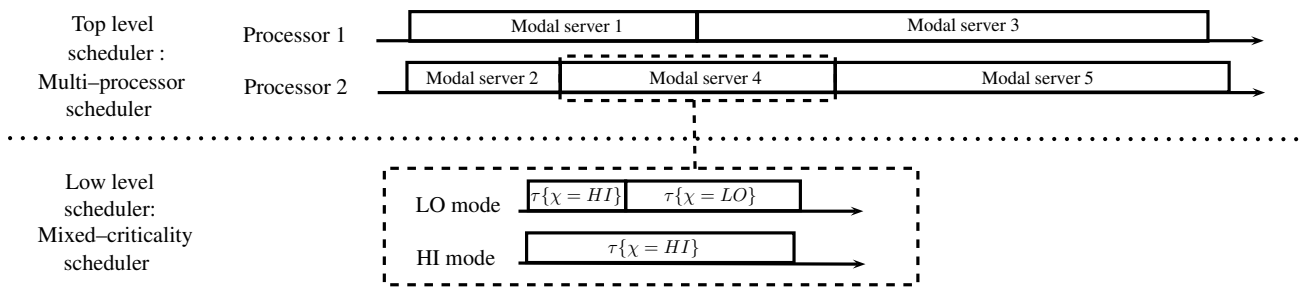 Top level
scheduler :
Multi–processor
scheduler
Processor 1
Modal server 1
Modal server 3
Processor 2
Modal server 2
Modal server 4
Modal server 5
Low level
scheduler:
Mixed–criticality
scheduler
LO mode
τ{χ = HI}
τ{χ = LO}
HI mode
τ{χ = HI}